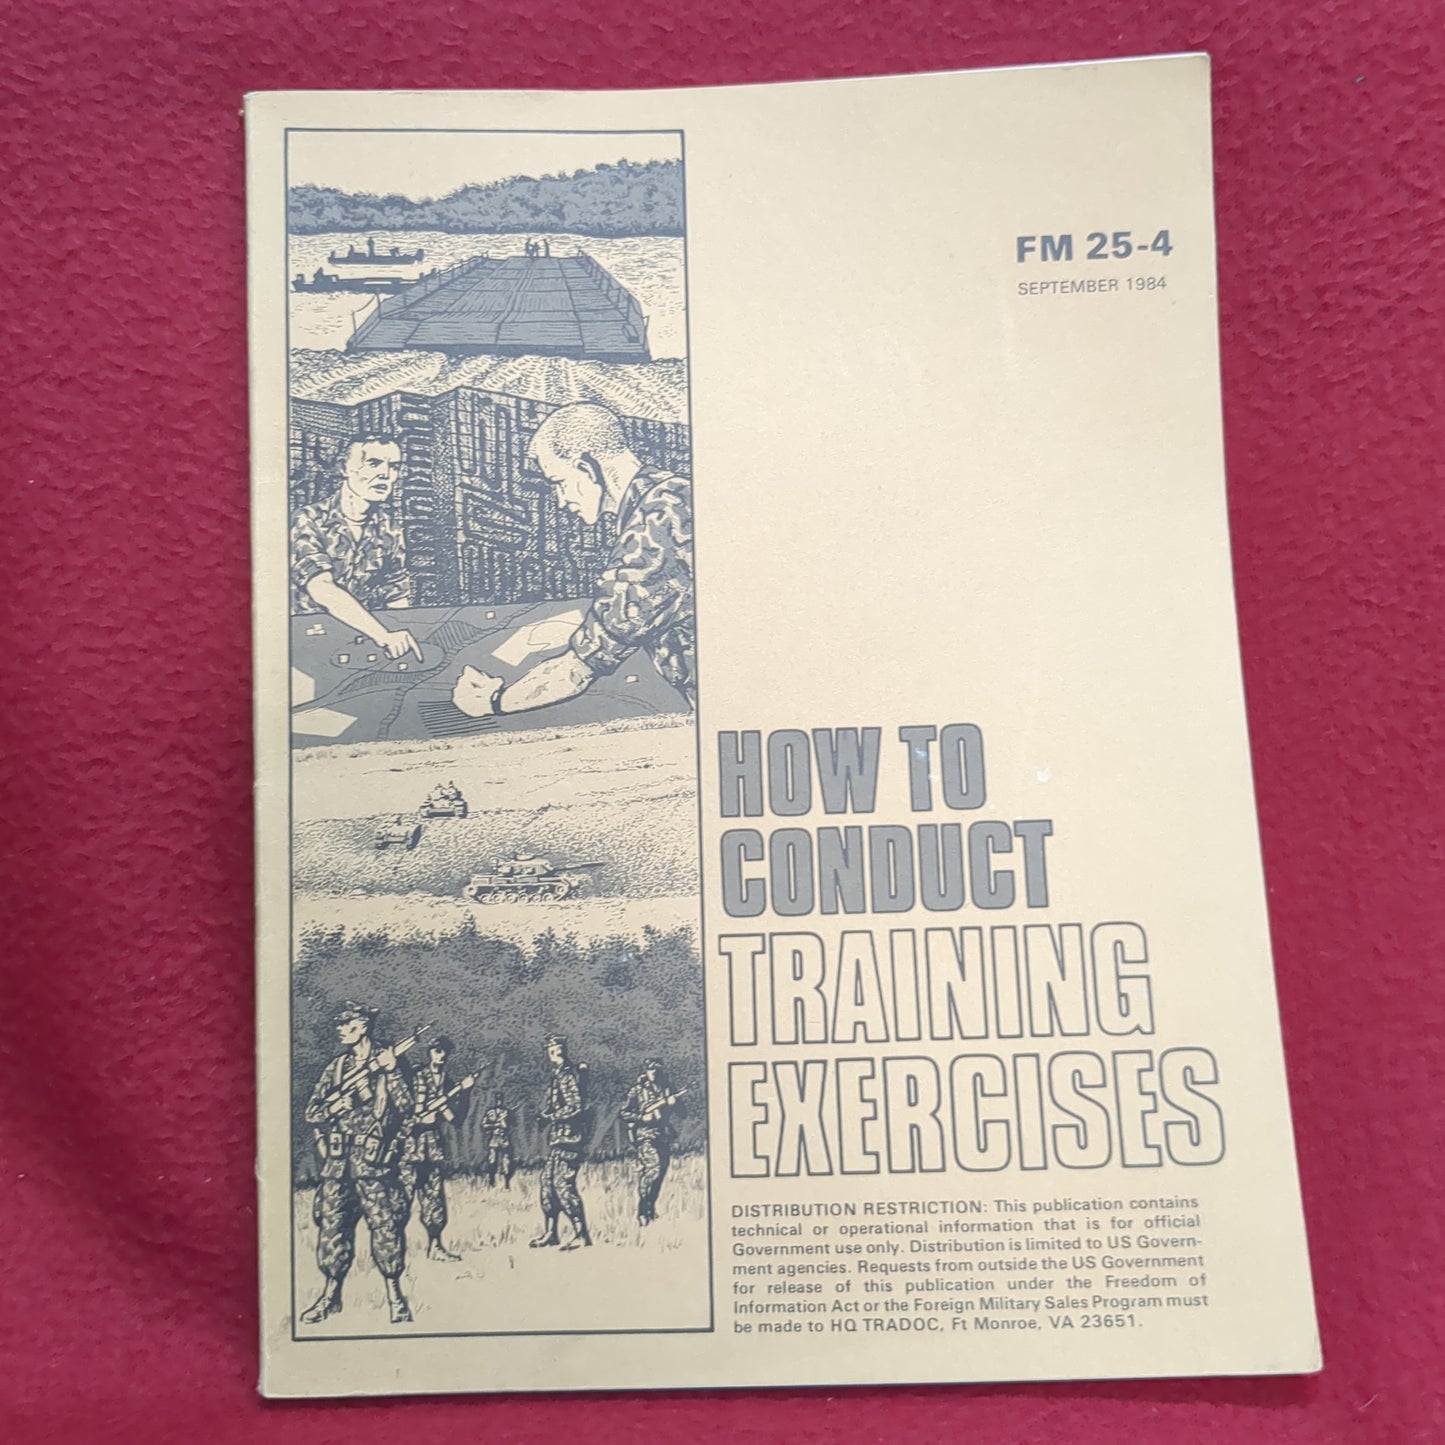 FM 25-4
SEPTEMBER 1984
HOW TO
CONDUCT
TRAINING
EXERCISES
DISTRIBUTION RESTRICTION: This publication contains
technical or operational information that is for official
Government use only. Distribution is limited to US Govern-
ment agencies. Requests from outside the US Government
for release of this publication under the Freedom of
Information Act or the Foreign Military Sales Program must
be made to HQ TRADOC, Ft Monroe, VA 23651.